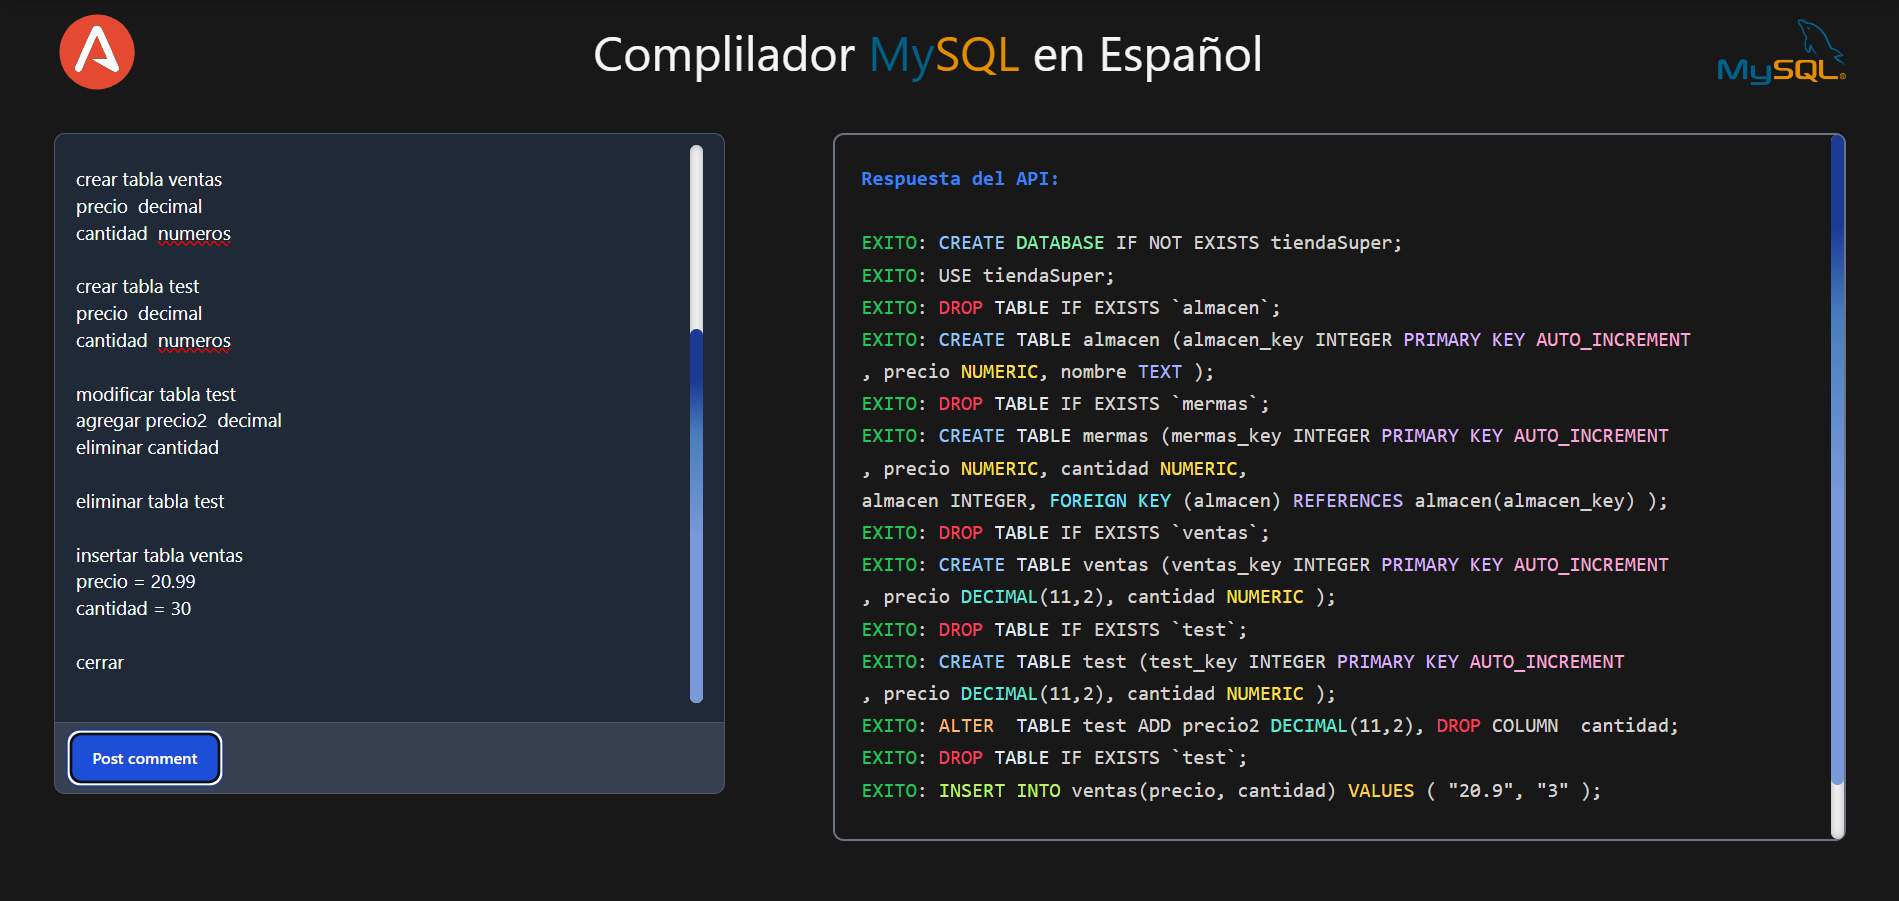 Complilador MySQL en Español
MySQL®
crear tabla ventas
precio  decimal
cantidad  numeros
crear tabla test
precio  decimal
cantidad  numeros
modificar tabla test
agregar precio2  decimal
eliminar cantidad
eliminar tabla test
insertar tabla ventas
precio = 20.99
cantidad = 30
cerrar
Post comment
Respuesta del API:
EXITO: CREATE DATABASE IF NOT EXISTS tiendaSuper;
EXITO: USE tiendaSuper;
EXITO: DROP TABLE IF EXISTS `almacen`;
EXITO: CREATE TABLE almacen (almacen_key INTEGER PRIMARY KEY AUTO_INCREMENT
, precio NUMERIC, nombre TEXT );
EXITO: DROP TABLE IF EXISTS `mermas`;
EXITO: CREATE TABLE mermas (mermas_key INTEGER PRIMARY KEY AUTO_INCREMENT
, precio NUMERIC, cantidad NUMERIC,
almacen INTEGER, FOREIGN KEY (almacen) REFERENCES almacen(almacen_key) );
EXITO: DROP TABLE IF EXISTS `ventas`;
EXITO: CREATE TABLE ventas (ventas_key INTEGER PRIMARY KEY AUTO_INCREMENT
, precio DECIMAL(11,2), cantidad NUMERIC );
EXITO: DROP TABLE IF EXISTS `test`;
EXITO: CREATE TABLE test (test_key INTEGER PRIMARY KEY AUTO_INCREMENT
, precio DECIMAL(11,2), cantidad NUMERIC );
EXITO: ALTER  TABLE test ADD precio2 DECIMAL(11,2), DROP COLUMN  cantidad;
EXITO: DROP TABLE IF EXISTS `test`;
EXITO: INSERT INTO ventas(precio, cantidad) VALUES ( "20.9", "3" );